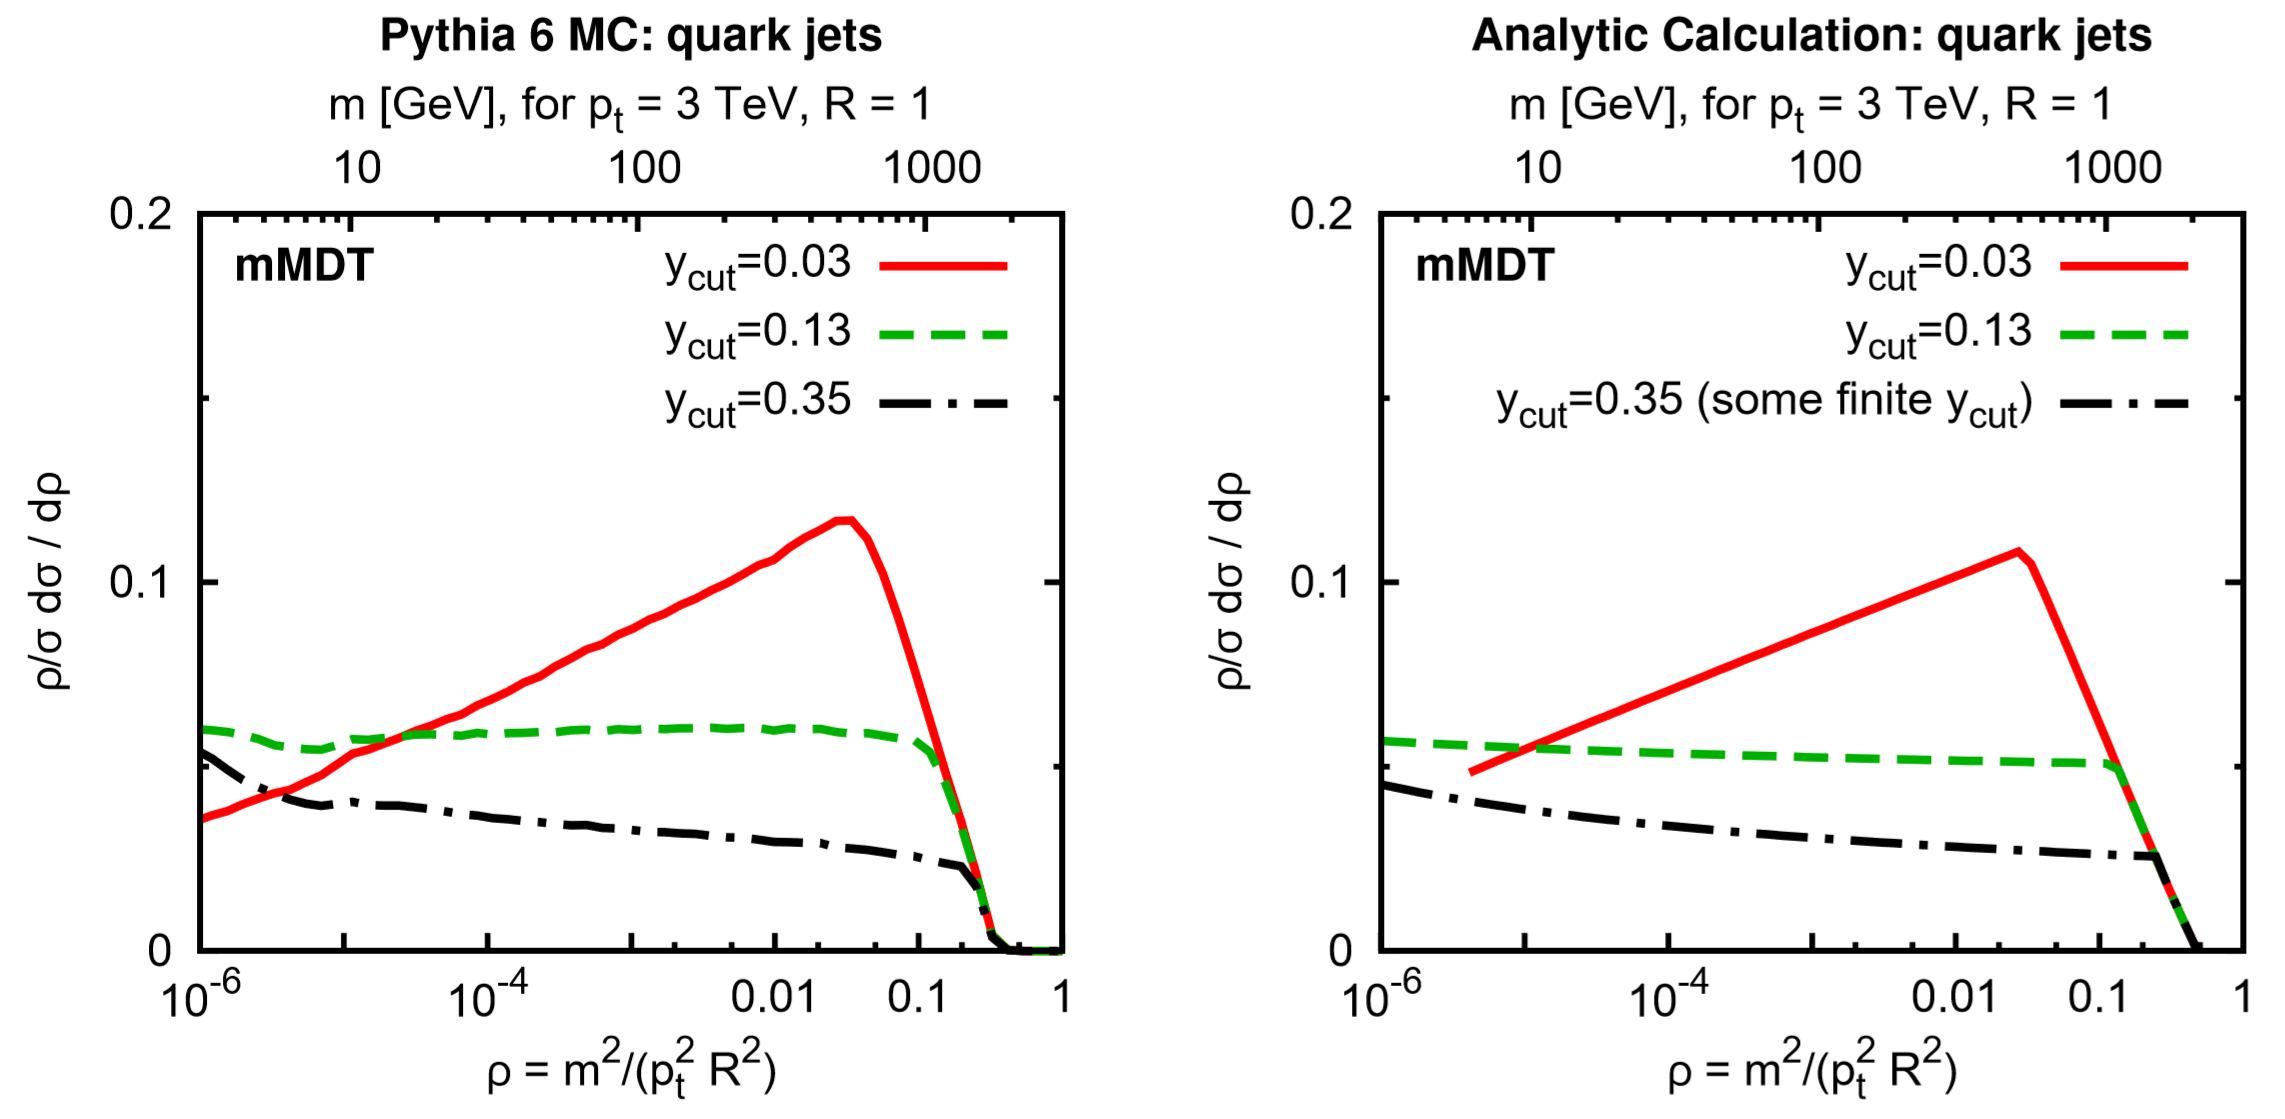 Pythia 6 MC: quark jets
m [GeV], for pt = 3 TeV, R = 1
10 100 1000
0.2
mMDT
ycut=0.03
ycut=0.13
ycut=0.35
ρ/σ dσ / dρ
0.1
0
10-6 10-4 0.01 0.1 1
ρ = m2/(pt2 R2)
Analytic Calculation: quark jets
m [GeV], for pt = 3 TeV, R = 1
10 100 1000
0.2
mMDT
ycut=0.03
ycut=0.13
ycut=0.35 (some finite ycut)
ρ/σ dσ / dρ
0.1
0
10-6 10-4 0.01 0.1 1
ρ = m2/(pt2 R2)